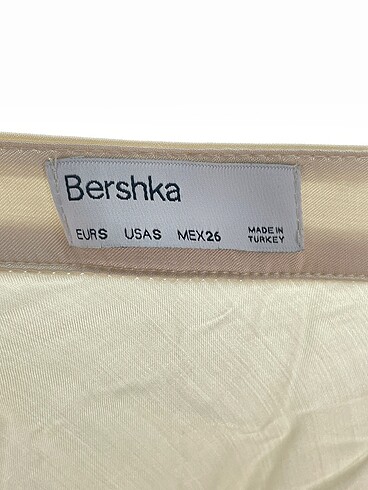 Bershka
EUR S USA S MEX 26 MADE IN
TURKEY